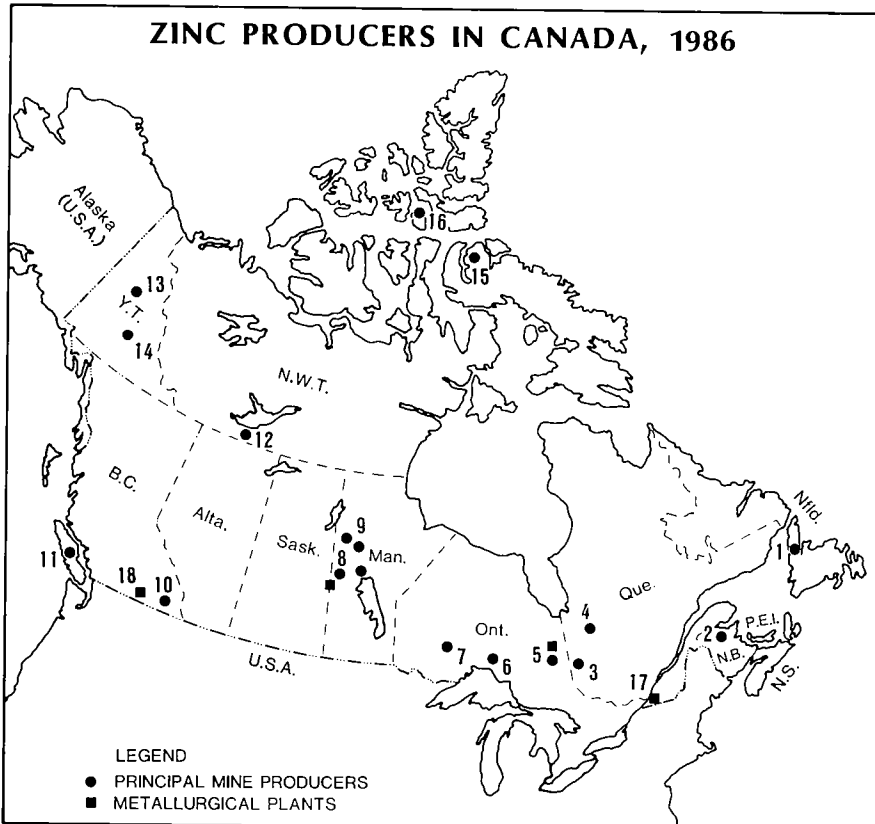 ZINC PRODUCERS IN CANADA, 1986
Alaska
(U.S.A.)
16
15
13
Y.T.
14
N.W.T.
12
B.C.
Alta.
Sask.
9
8
Man.
11
18
10
U.S.A.
Ont.
7
6
5
4
3
Que.
Nfld.
1
2
P.E.I.
N.B.
N.S.
17
LEGEND
PRINCIPAL MINE PRODUCERS
METALLURGICAL PLANTS